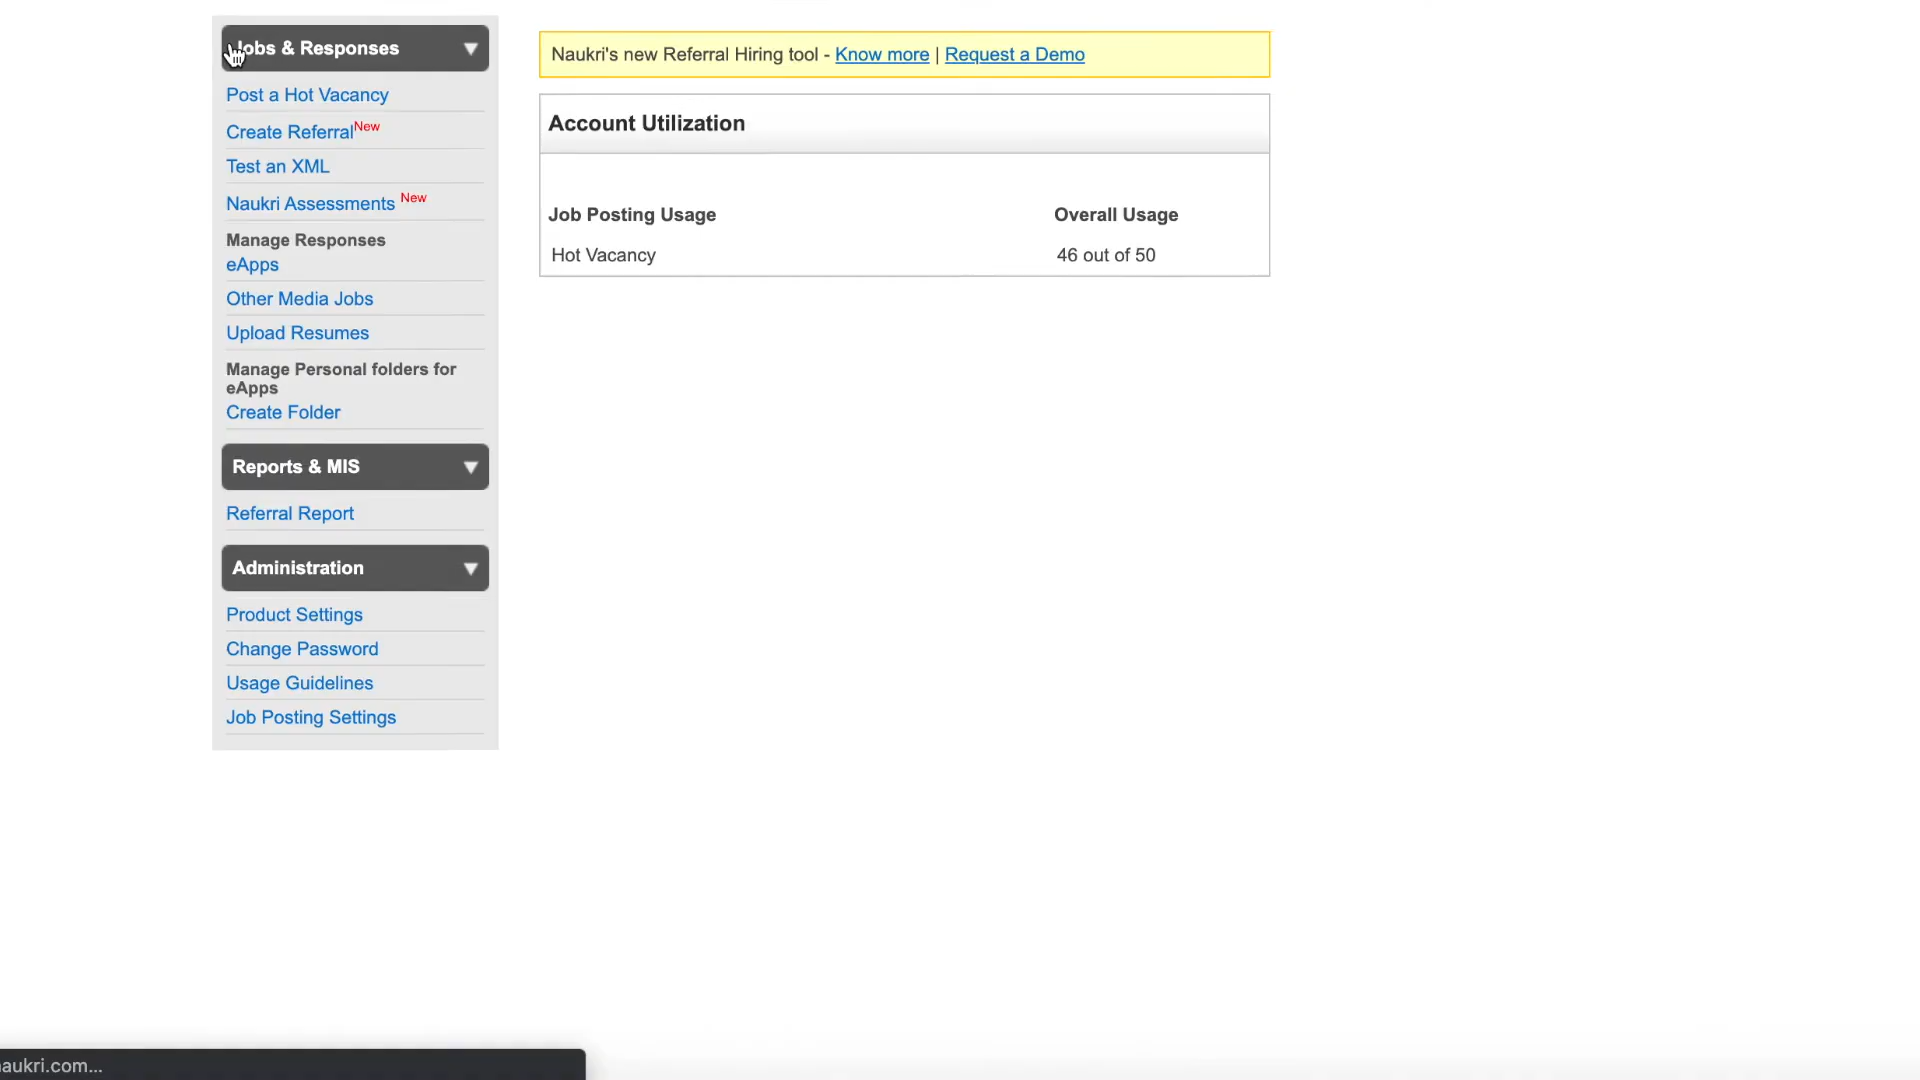 Jobs & Responses
Post a Hot Vacancy
Create Referral New
Test an XML
Naukri Assessments New
Manage Responses
eApps
Other Media Jobs
Upload Resumes
Manage Personal folders for
eApps
Create Folder
Reports & MIS
Referral Report
Administration
Product Settings
Change Password
Usage Guidelines
Job Posting Settings
Naukri's new Referral Hiring tool - Know more | Request a Demo
Account Utilization
Job Posting Usage Overall Usage
Hot Vacancy 46 out of 50
aukri.com...